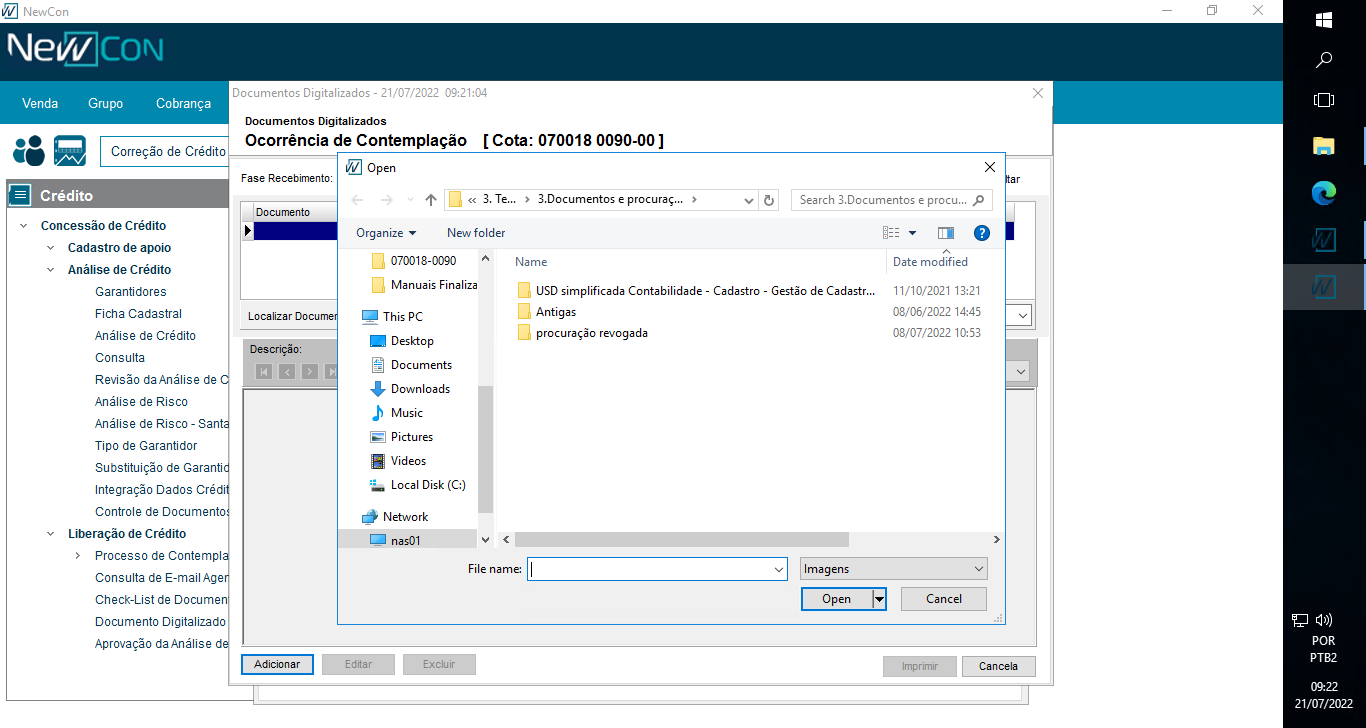 NewCon
NewCon
Venda Grupo Cobrança
Correção de Crédito
Crédito
Concessão de Crédito
Cadastro de apoio
Análise de Crédito
Garantidores
Ficha Cadastral
Análise de Crédito
Consulta
Revisão da Análise de C
Análise de Risco
Análise de Risco - Santa
Tipo de Garantidor
Substituição de Garantid
Integração Dados Crédit
Controle de Documentos
Liberação de Crédito
Processo de Contempla
Consulta de E-mail Agen
Check-List de Documen
Documento Digitalizado
Aprovação da Análise de
Documentos Digitalizados - 21/07/2022 09:21:04
Documentos Digitalizados
Ocorrência de Contemplação [ Cota: 070018 0090-00 ]
Fase Recebimento:
ltar
Documento
Localizar Documen
Descrição:
Open
« 3. Te... › 3.Documentos e procuraç... ›
Search 3.Documentos e procu...
Organize New folder
070018-0090
Manuais Finaliza
This PC
Desktop
Documents
Downloads
Music
Pictures
Videos
Local Disk (C:)
Network
nas01
Name Date modified
USD simplificada Contabilidade - Cadastro - Gestão de Cadastr... 11/10/2021 13:21
Antigas 08/06/2022 14:45
procuração revogada 08/07/2022 10:53
File name: Imagens
Open Cancel
Adicionar Editar Excluir Imprimir Cancela
POR
PTB2
09:22
21/07/2022